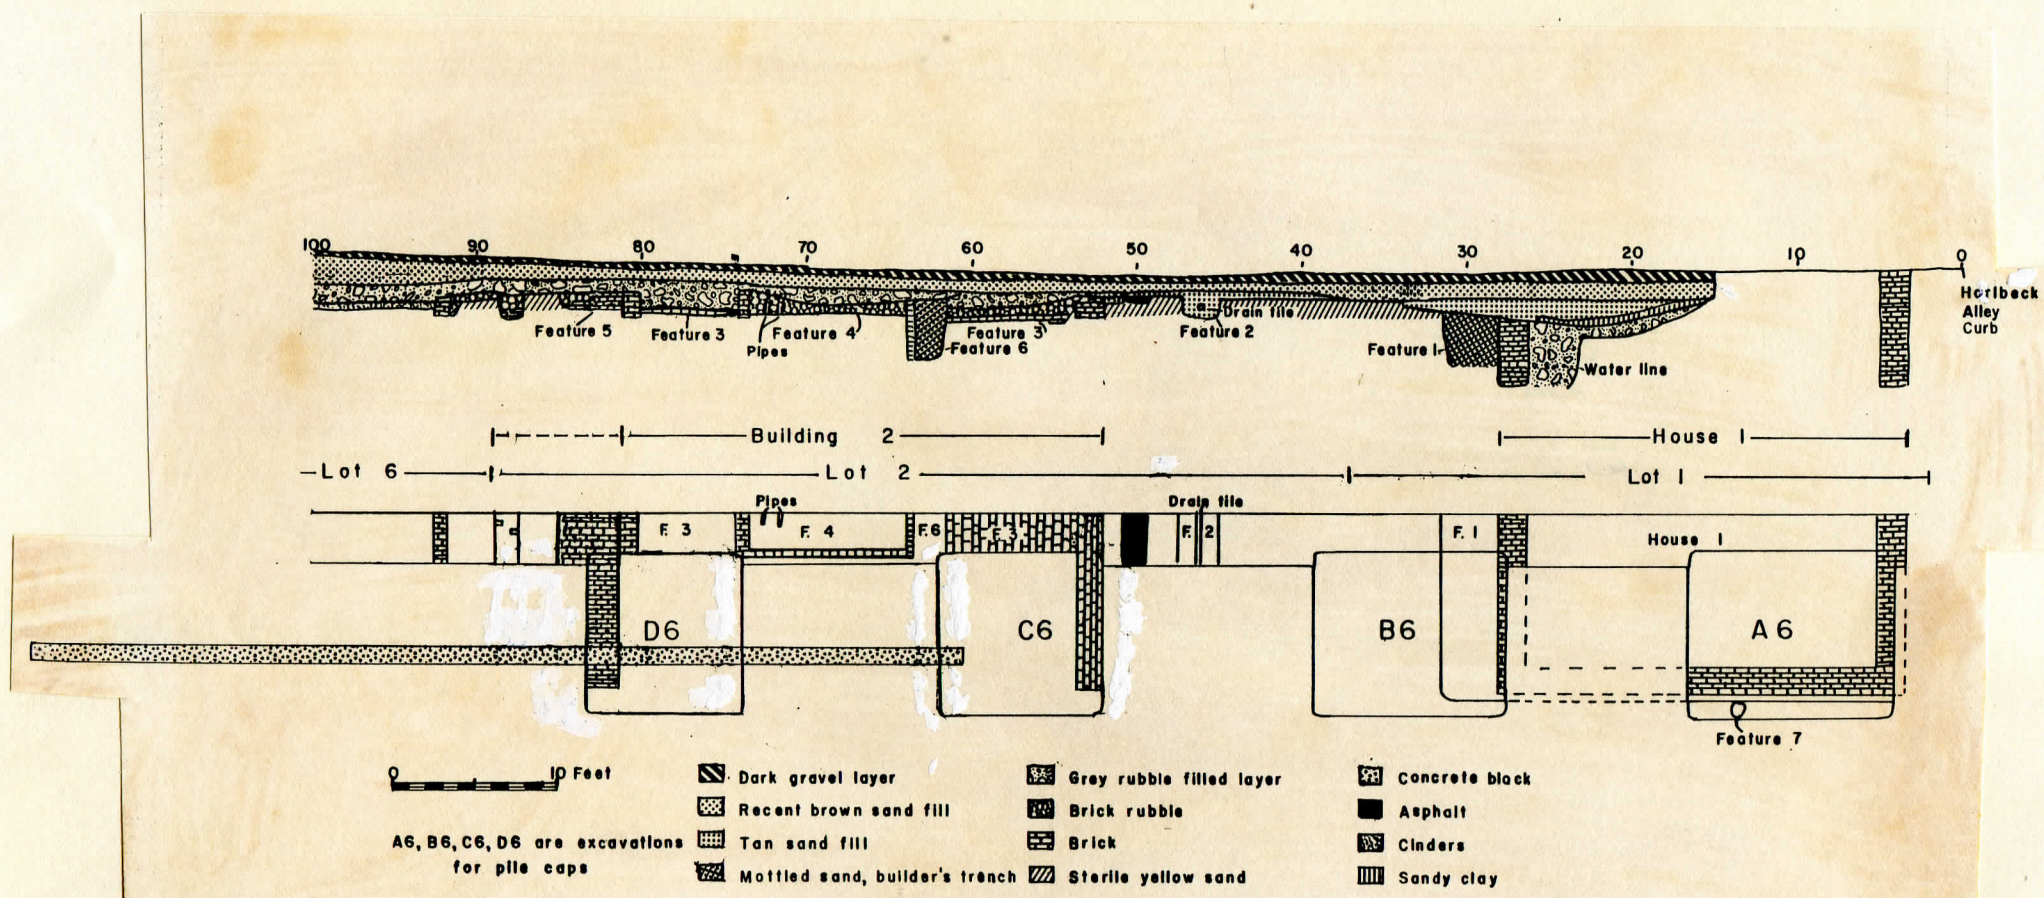 100 90 80 70 60 50 40 30 20 10 0
Horlbeck
Alley
Curb
Feature 5
Feature 3
Pipes
Feature 4
Feature 3
Feature 6
Drain tile
Feature 2
Feature 1
Water line
Building 2
House 1
Lot 6
Lot 2
Lot 1
Pipes
Drain tile
F. 3
F. 4
F.6
F.3
F. 2
F. 1
House 1
D6
C6
B6
A6
Feature 7
0 10 Feet
A6, B6, C6, D6 are excavations
for pile caps
Dark gravel layer
Recent brown sand fill
Tan sand fill
Mottled sand, builder's trench
Grey rubble filled layer
Brick rubble
Brick
Sterile yellow sand
Concrete block
Asphalt
Cinders
Sandy clay